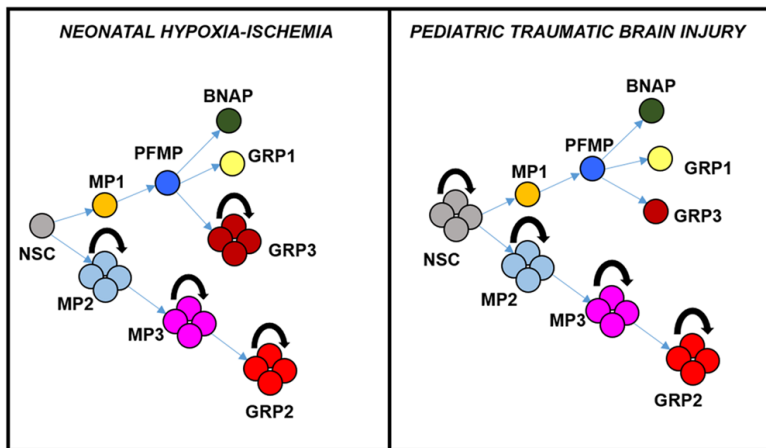 NEONATAL HYPOXIA-ISCHEMIA
BNAP
PFMP
GRP1
MP1
NSC
GRP3
MP2
MP3
GRP2
PEDIATRIC TRAUMATIC BRAIN INJURY
BNAP
PFMP
GRP1
MP1
GRP3
NSC
MP2
MP3
GRP2